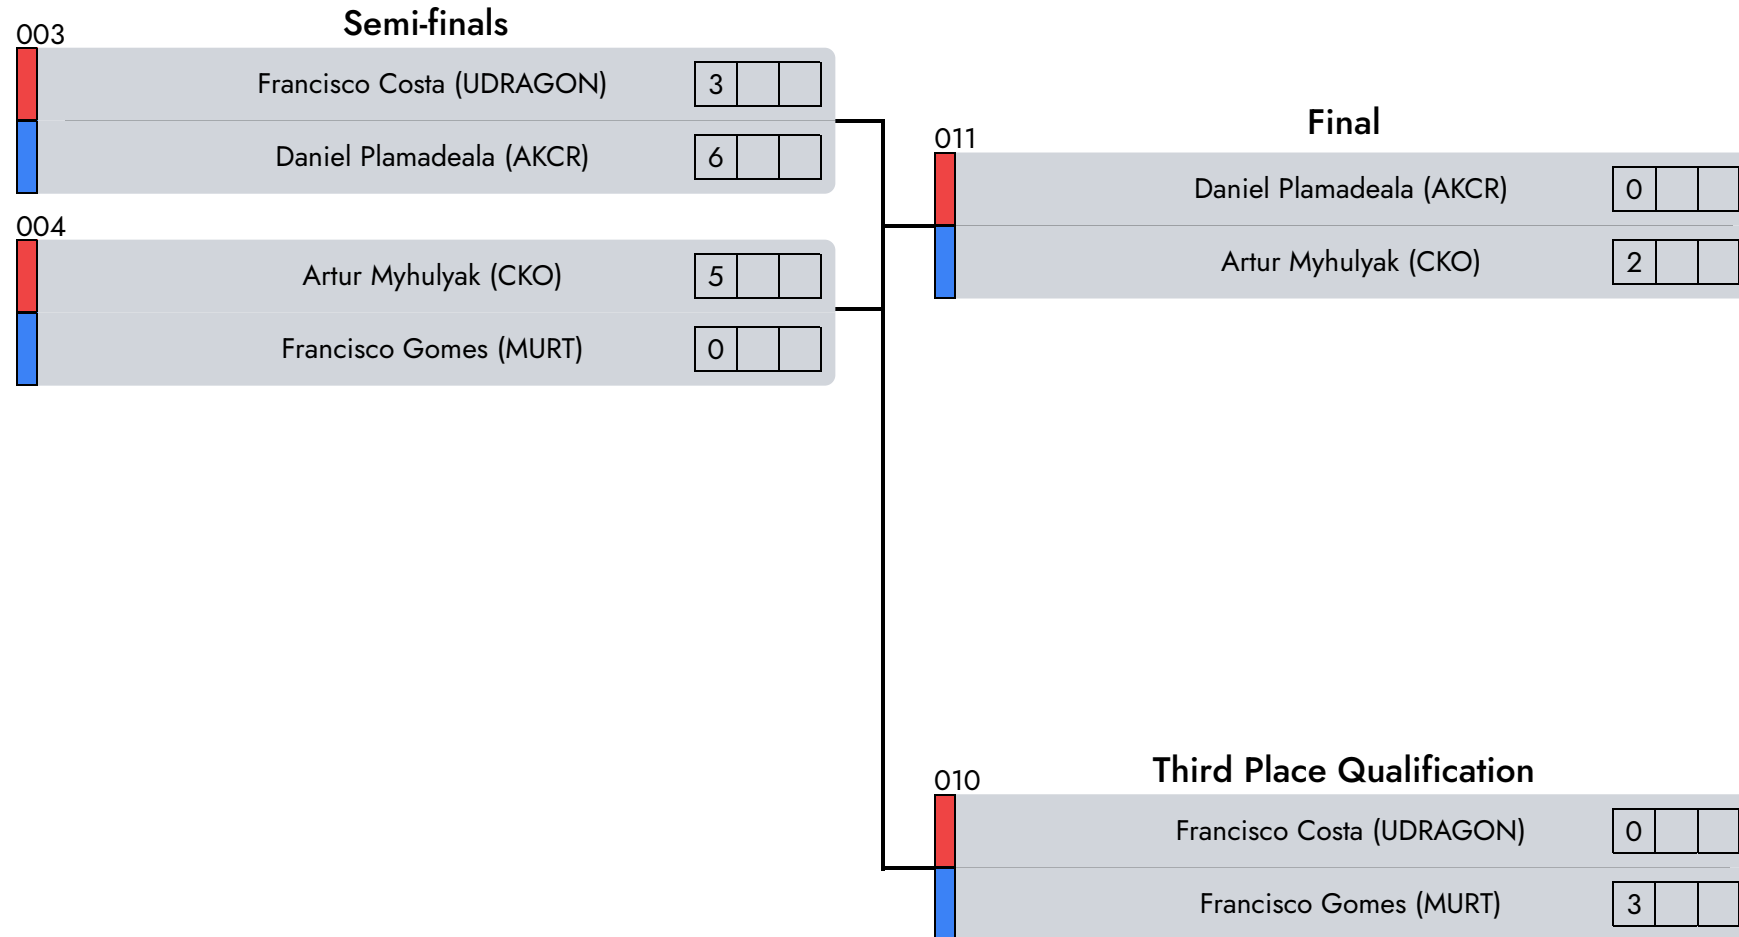 Semi-finals
003
Francisco Costa (UDRAGON) 3
Daniel Plamadeala (AKCR) 6
004
Artur Myhulyak (CKO) 5
Francisco Gomes (MURT) 0
Final
011
Daniel Plamadeala (AKCR) 0
Artur Myhulyak (CKO) 2
Third Place Qualification
010
Francisco Costa (UDRAGON) 0
Francisco Gomes (MURT) 3